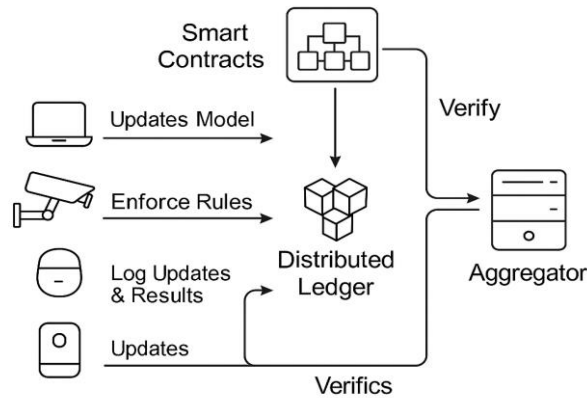 Smart
Contracts
Updates Model
Verify
Enforce Rules
Distributed
Ledger
Aggregator
Log Updates
& Results
Updates
Verifics